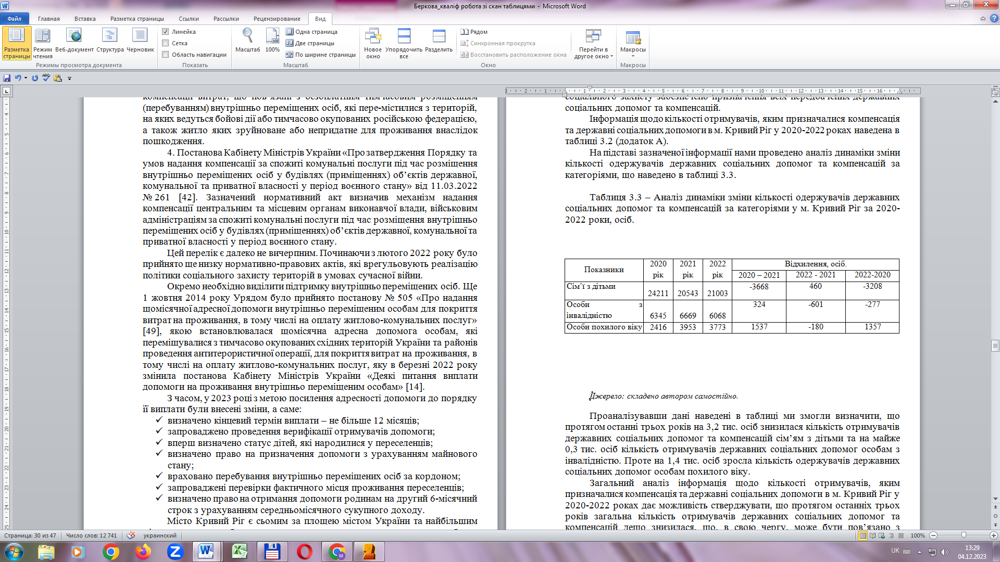 Беркова_кваліф робота зі скан таблицями - Microsoft Word
Файл Главная Вставка Разметка страницы Ссылки Рассылки Рецензирование Вид
Разметка страницы Режим чтения Веб-документ Структура Черновик
Режимы просмотра документа
Линейка
Сетка
Область навигации
Показать
Масштаб 100% Одна страница
Две страницы
По ширине страницы
Масштаб
Новое окно Упорядочить все Разделить
Рядом
Синхронная прокрутка
Восстановить расположение окна
Перейти в другое окно
Окно
Макросы
Макросы
компенсації витрат, що пов'язані з безоплатним тимчасовим розміщенням
(перебуванням) внутрішньо переміщених осіб, які пере-містилися з територій,
на яких ведуться бойові дії або тимчасово окупованих російською федерацією,
а також житло яких зруйноване або непридатне для проживання внаслідок
пошкодження.
4. Постанова Кабінету Міністрів України «Про затвердження Порядку та
умов надання компенсації за спожиті комунальні послуги під час розміщення
внутрішньо переміщених осіб у будівлях (приміщеннях) об’єктів державної,
комунальної та приватної власності у період воєнного стану» від 11.03.2022
№ 261 [42]. Зазначений нормативний акт визначив механізм надання
компенсації центральним та місцевим органам виконавчої влади, військовим
адміністраціям за спожиті комунальні послуги під час розміщення внутрішньо
переміщених осіб у будівлях (приміщеннях) об’єктів державної, комунальної та
приватної власності у період воєнного стану.
Цей перелік є далеко не вичерпним. Починаючи з лютого 2022 року було
прийнято ще низку нормативно-правових актів, які врегульовують реалізацію
політики соціального захисту територій в умовах сучасної війни.
Окремо необхідно виділити підтримку внутрішньо переміщених осіб. Ще
1 жовтня 2014 року Урядом було прийнято постанову № 505 «Про надання
щомісячної адресної допомоги внутрішньо переміщеним особам для покриття
витрат на проживання, в тому числі на оплату житлово-комунальних послуг»
[49], якою встановлювалася щомісячна адресна допомога особам, які
переміщувалися з тимчасово окупованих східних територій України та районів
проведення антитерористичної операції, для покриття витрат на проживання, в
тому числі на оплату житлово-комунальних послуг, яку в березні 2022 року
змінила постанова Кабінету Міністрів України «Деякі питання виплати
допомоги на проживання внутрішньо переміщеним особам» [14].
З часом, у 2023 році з метою посилення адресності допомоги до порядку
її виплати були внесені зміни, а саме:
✓ визначено кінцевий термін виплати – не більше 12 місяців;
✓ запроваджено проведення верифікації отримувачів допомоги;
✓ вперш визначено статус дітей, які народилися у переселенців;
✓ визначено право на призначення допомоги з урахуванням майнового
стану;
✓ враховано перебування внутрішньо переміщених осіб за кордоном;
✓ запроваджені перевірки фактичного місця проживання переселенців;
✓ визначено право на отримання допомоги родинам на другий 6-місячний
строк з урахуванням середньомісячного сукупного доходу.
Місто Кривий Ріг є сьомим за площею містом України та найбільшим
соціального захисту забезпечено призначення всіх передбачених державних
соціальних допомог та компенсацій.
Інформація щодо кількості отримувачів, яким призначалися компенсація
та державні соціальних допомоги в м. Кривий Ріг у 2020-2022 роках наведена в
таблиці 3.2 (додаток А).
На підставі зазначеної інформації нами проведено аналіз динаміки зміни
кількості одержувачів державних соціальних допомог та компенсацій за
категоріями, що наведено в таблиці 3.3.
Таблиця 3.3 – Аналіз динаміки зміни кількості одержувачів державних
соціальних допомог та компенсацій за категоріями у м. Кривий Ріг за 2020-
2022 роки, осіб.
Показники 2020 рік 2021 рік 2022 рік Відхилення, осіб.
2020 – 2021 2022 - 2021 2022-2020
Сім’ї з дітьми 24211 20543 21003 -3668 460 -3208
Особи з інвалідністю 6345 6669 6068 324 -601 -277
Особи похилого віку 2416 3953 3773 1537 -180 1357
Джерело: складено автором самостійно.
Проаналізувавши дані наведені в таблиці ми змогли визначити, що
протягом останні трьох років на 3,2 тис. осіб знизилася кількість отримувачів
державних соціальних допомог та компенсацій сім’ям з дітьми та на майже
0,3 тис. осіб кількість отримувачів державних соціальних допомог особам з
інвалідністю. Проте на 1,4 тис. осіб зросла кількість одержувачів державних
соціальних допомог особам похилого віку.
Загальний аналіз інформація щодо кількості отримувачів, яким
призначалися компенсація та державні соціальних допомоги в м. Кривий Ріг у
2020-2022 роках дає можливість стверджувати, що протягом останніх трьох
років загальна кількість отримувачів державних соціальних допомог та
компенсацій дещо знизилася, що, в свою чергу, може бути пов’язано з
Страница: 30 из 47 Число слов: 12 741 украинский 100%
UK 13:29
04.12.2023